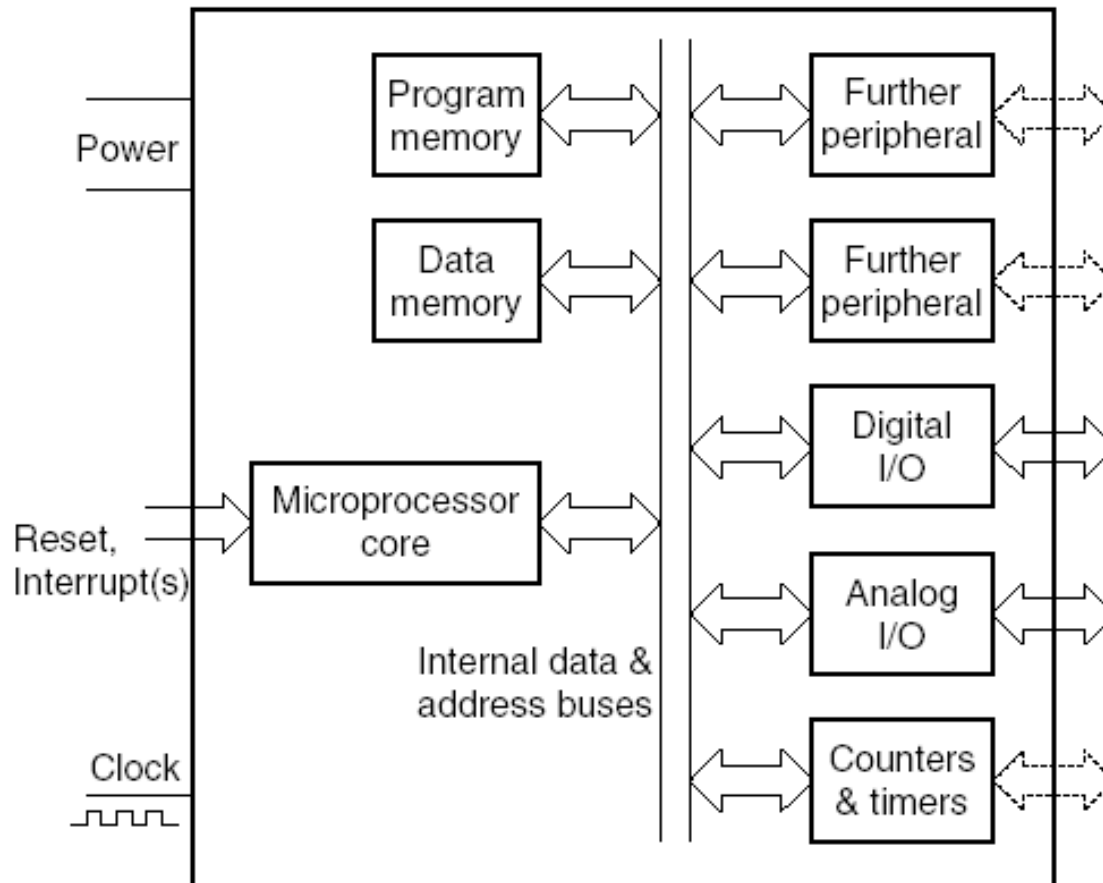 Power
Program
memory
Further
peripheral
Data
memory
Further
peripheral
Digital
I/O
Reset,
Interrupt(s)
Microprocessor
core
Analog
I/O
Internal data &
address buses
Clock
Counters
& timers